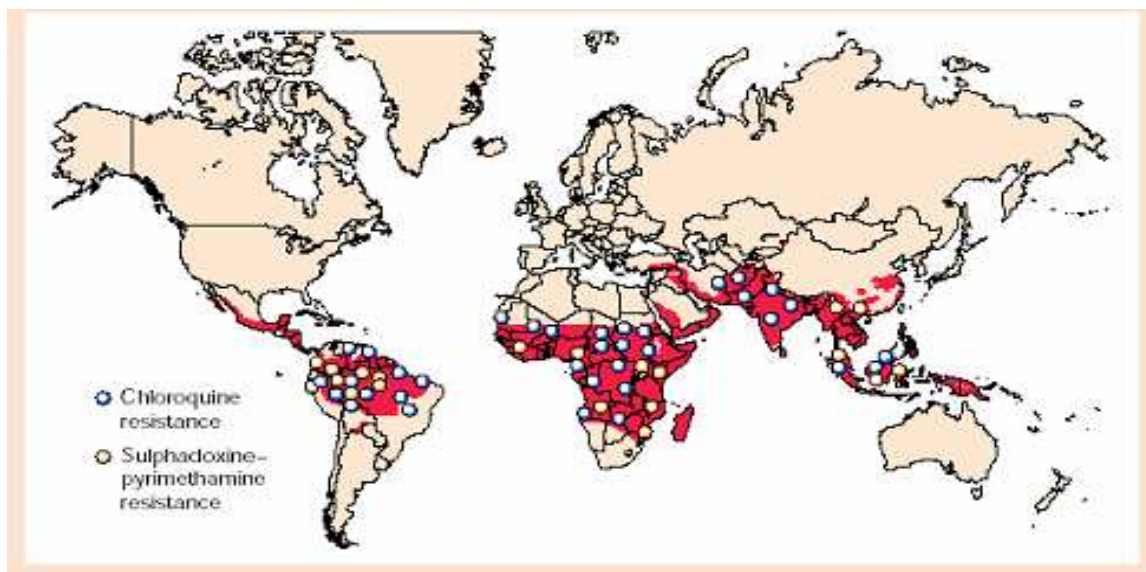 Chloroquine
resistance
Sulphadoxine–
pyrimethamine
resistance